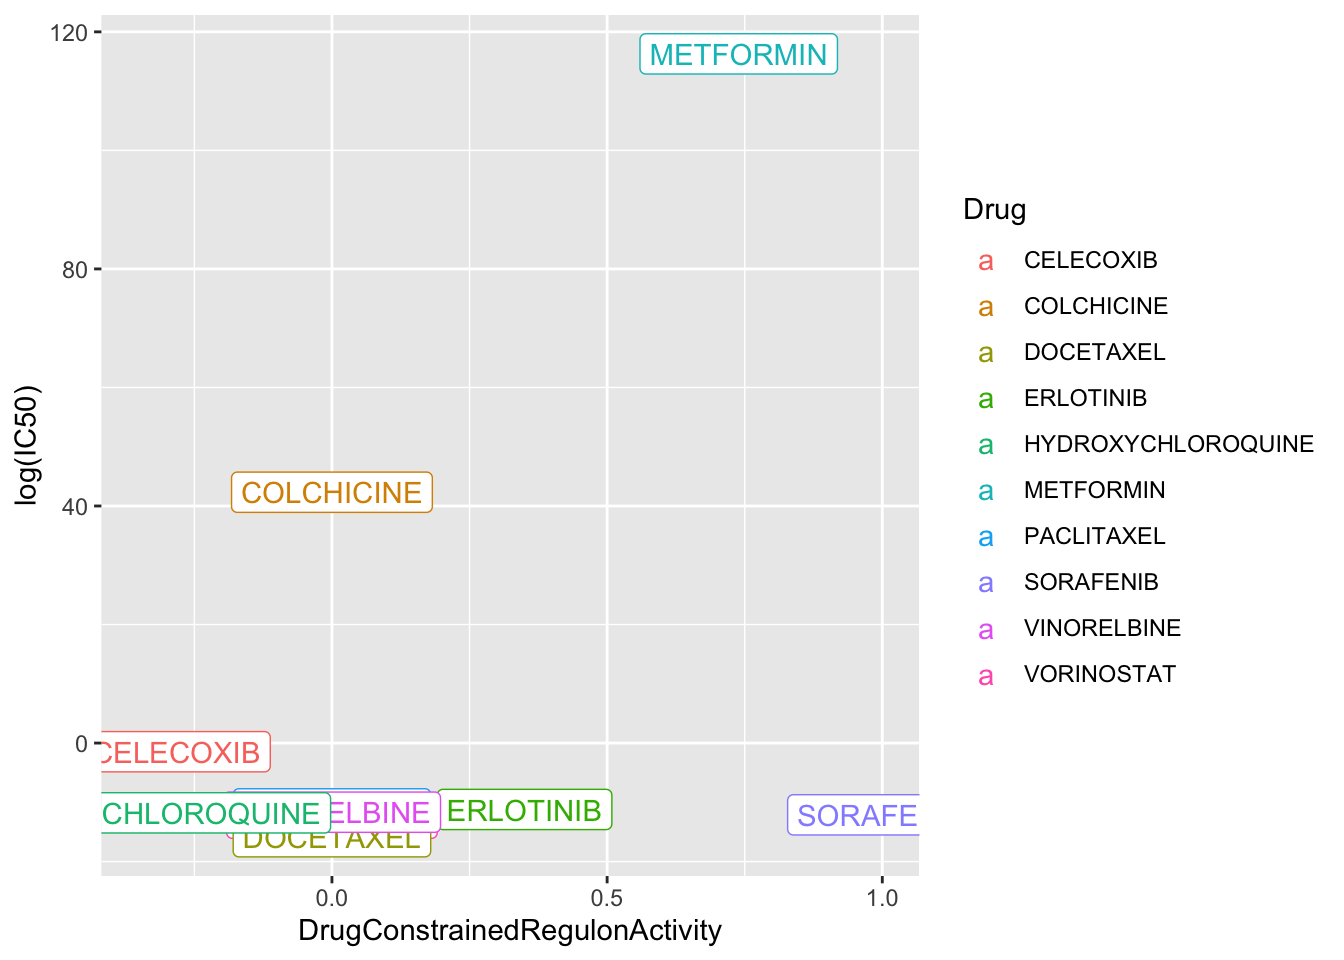 120
80
40
0
log(IC50)
METFORMIN
COLCHICINE
CELECOXIB
CHLOROQUINE
ELBINE
ERLOTINIB
SORAFE
DOCETAXEL
0.0
0.5
1.0
DrugConstrainedRegulonActivity
Drug
a CELECOXIB
a COLCHICINE
a DOCETAXEL
a ERLOTINIB
a HYDROXYCHLOROQUINE
a METFORMIN
a PACLITAXEL
a SORAFENIB
a VINORELBINE
a VORINOSTAT